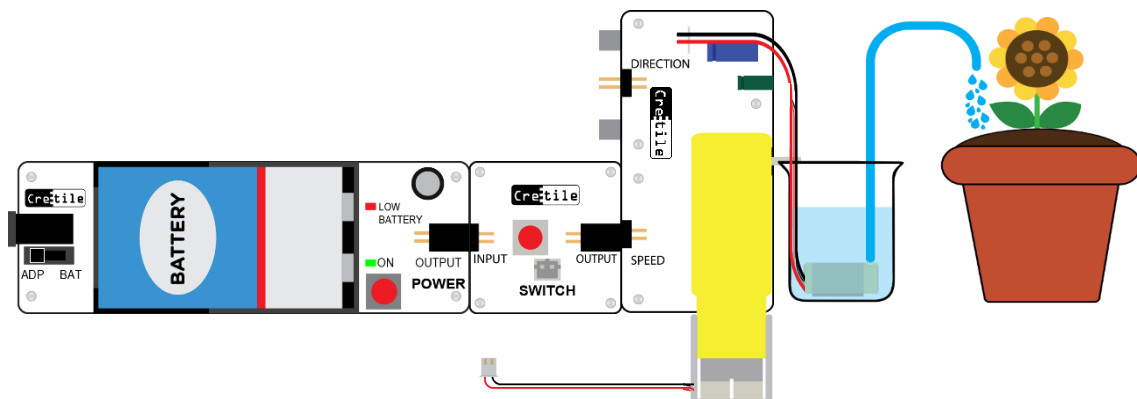 Cre:tile
ADP
BAT
BATTERY
LOW
BATTERY
ON
OUTPUT
POWER
Cre:tile
INPUT
OUTPUT
SWITCH
DIRECTION
Cre:tile
SPEED